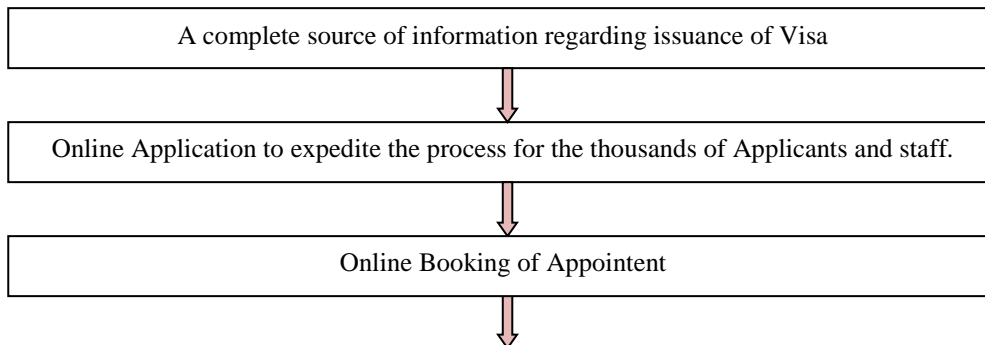 A complete source of information regarding issuance of Visa
Online Application to expedite the process for the thousands of Applicants and staff.
Online Booking of Appointent